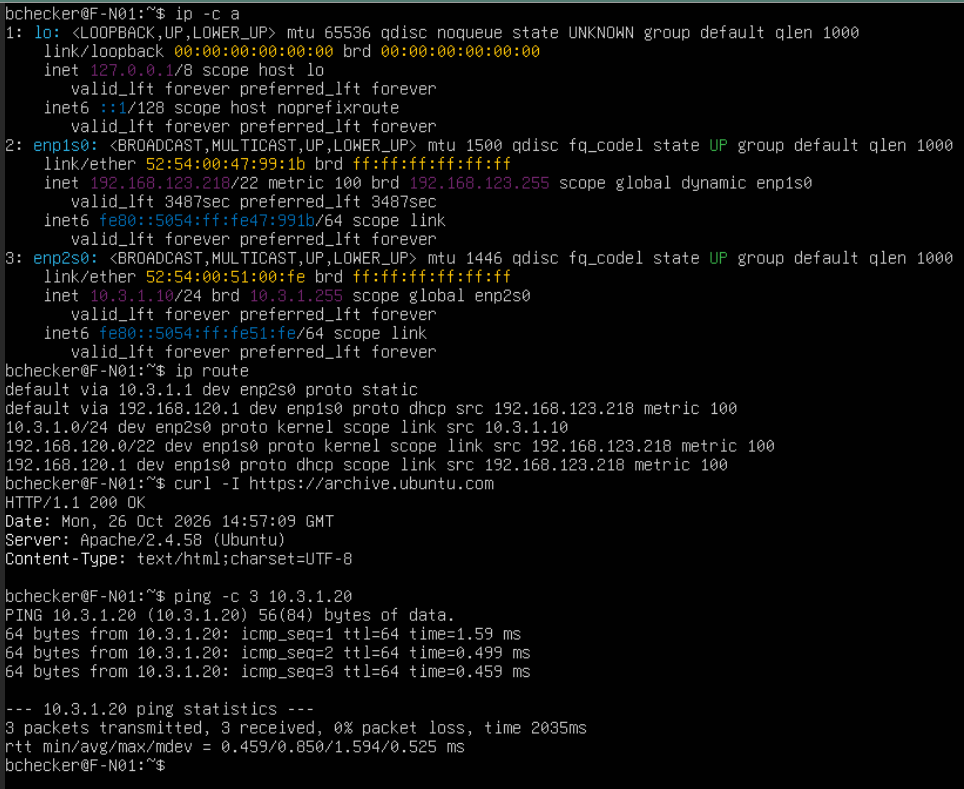 bchecker@F-N01:~$ ip -c a
1: lo: <LOOPBACK,UP,LOWER_UP> mtu 65536 qdisc noqueue state UNKNOWN group default qlen 1000
    link/loopback 00:00:00:00:00:00 brd 00:00:00:00:00:00
    inet 127.0.0.1/8 scope host lo
       valid_lft forever preferred_lft forever
    inet6 ::1/128 scope host noprefixroute
       valid_lft forever preferred_lft forever
2: enp1s0: <BROADCAST,MULTICAST,UP,LOWER_UP> mtu 1500 qdisc fq_codel state UP group default qlen 1000
    link/ether 52:54:00:47:99:1b brd ff:ff:ff:ff:ff:ff
    inet 192.168.123.218/22 metric 100 brd 192.168.123.255 scope global dynamic enp1s0
       valid_lft 3487sec preferred_lft 3487sec
    inet6 fe80::5054:ff:fe47:991b/64 scope link
       valid_lft forever preferred_lft forever
3: enp2s0: <BROADCAST,MULTICAST,UP,LOWER_UP> mtu 1446 qdisc fq_codel state UP group default qlen 1000
    link/ether 52:54:00:51:00:fe brd ff:ff:ff:ff:ff:ff
    inet 10.3.1.10/24 brd 10.3.1.255 scope global enp2s0
       valid_lft forever preferred_lft forever
    inet6 fe80::5054:ff:fe51:fe/64 scope link
       valid_lft forever preferred_lft forever
bchecker@F-N01:~$ ip route
default via 10.3.1.1 dev enp2s0 proto static
default via 192.168.120.1 dev enp1s0 proto dhcp src 192.168.123.218 metric 100
10.3.1.0/24 dev enp2s0 proto kernel scope link src 10.3.1.10
192.168.120.0/22 dev enp1s0 proto kernel scope link src 192.168.123.218 metric 100
192.168.120.1 dev enp1s0 proto dhcp scope link src 192.168.123.218 metric 100
bchecker@F-N01:~$ curl -I https://archive.ubuntu.com
HTTP/1.1 200 OK
Date: Mon, 26 Oct 2026 14:57:09 GMT
Server: Apache/2.4.58 (Ubuntu)
Content-Type: text/html;charset=UTF-8

bchecker@F-N01:~$ ping -c 3 10.3.1.20
PING 10.3.1.20 (10.3.1.20) 56(84) bytes of data.
64 bytes from 10.3.1.20: icmp_seq=1 ttl=64 time=1.59 ms
64 bytes from 10.3.1.20: icmp_seq=2 ttl=64 time=0.499 ms
64 bytes from 10.3.1.20: icmp_seq=3 ttl=64 time=0.459 ms

--- 10.3.1.20 ping statistics ---
3 packets transmitted, 3 received, 0% packet loss, time 2035ms
rtt min/avg/max/mdev = 0.459/0.850/1.594/0.525 ms
bchecker@F-N01:~$